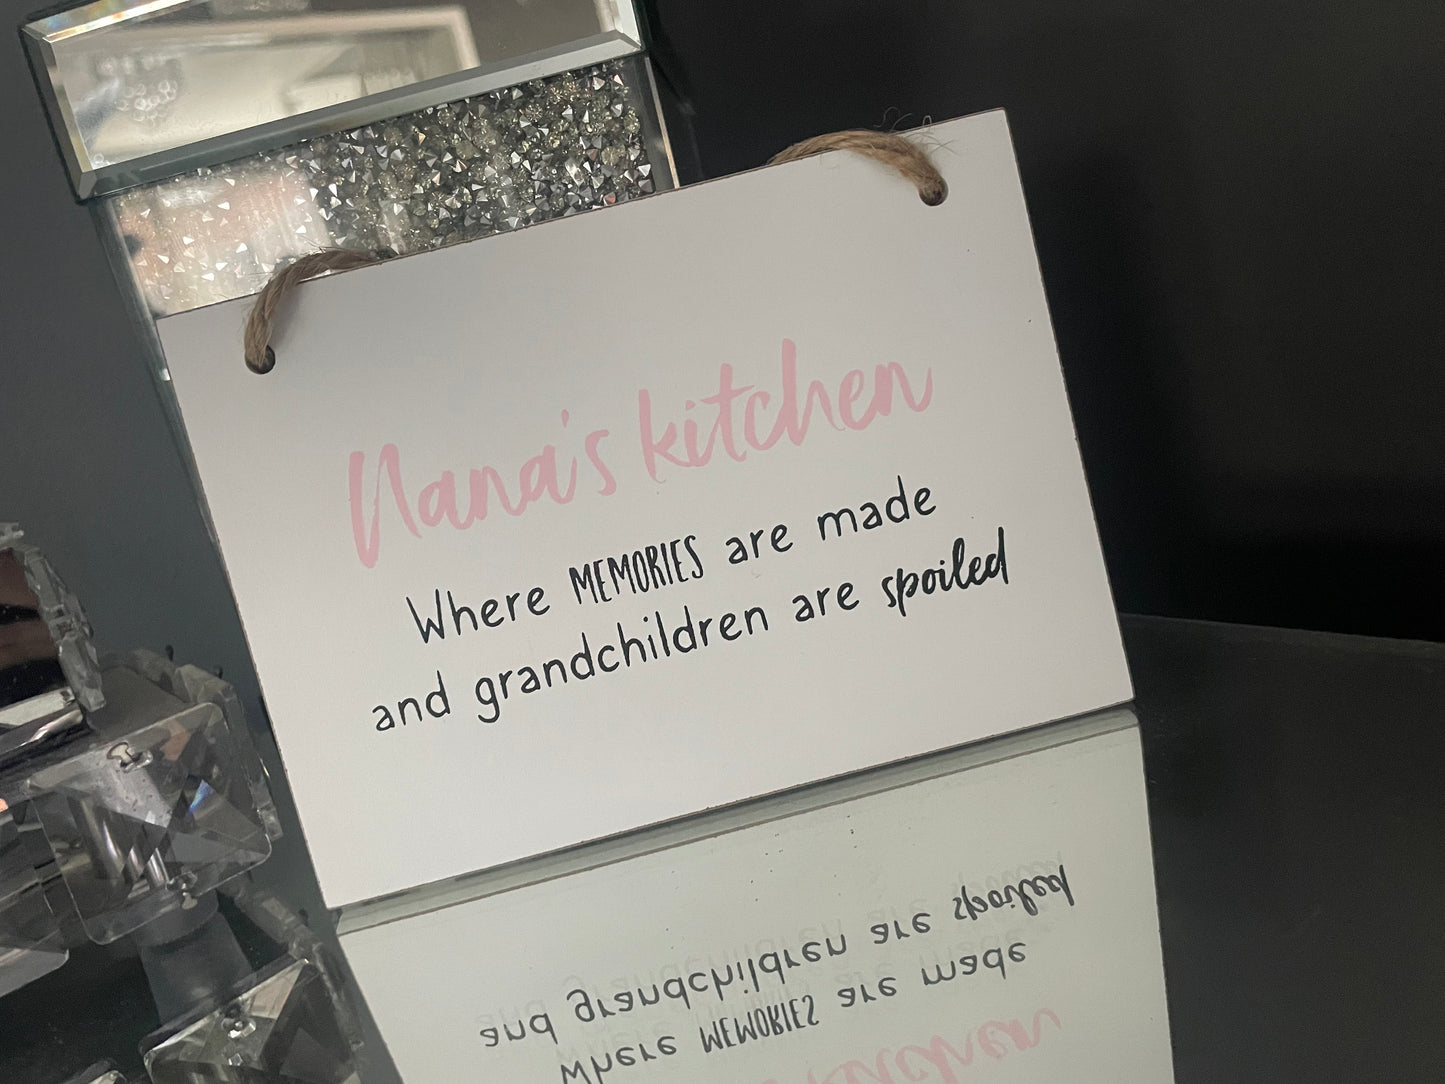 Nana's kitchen
Where MEMORIES are made
and grandchildren are spoiled